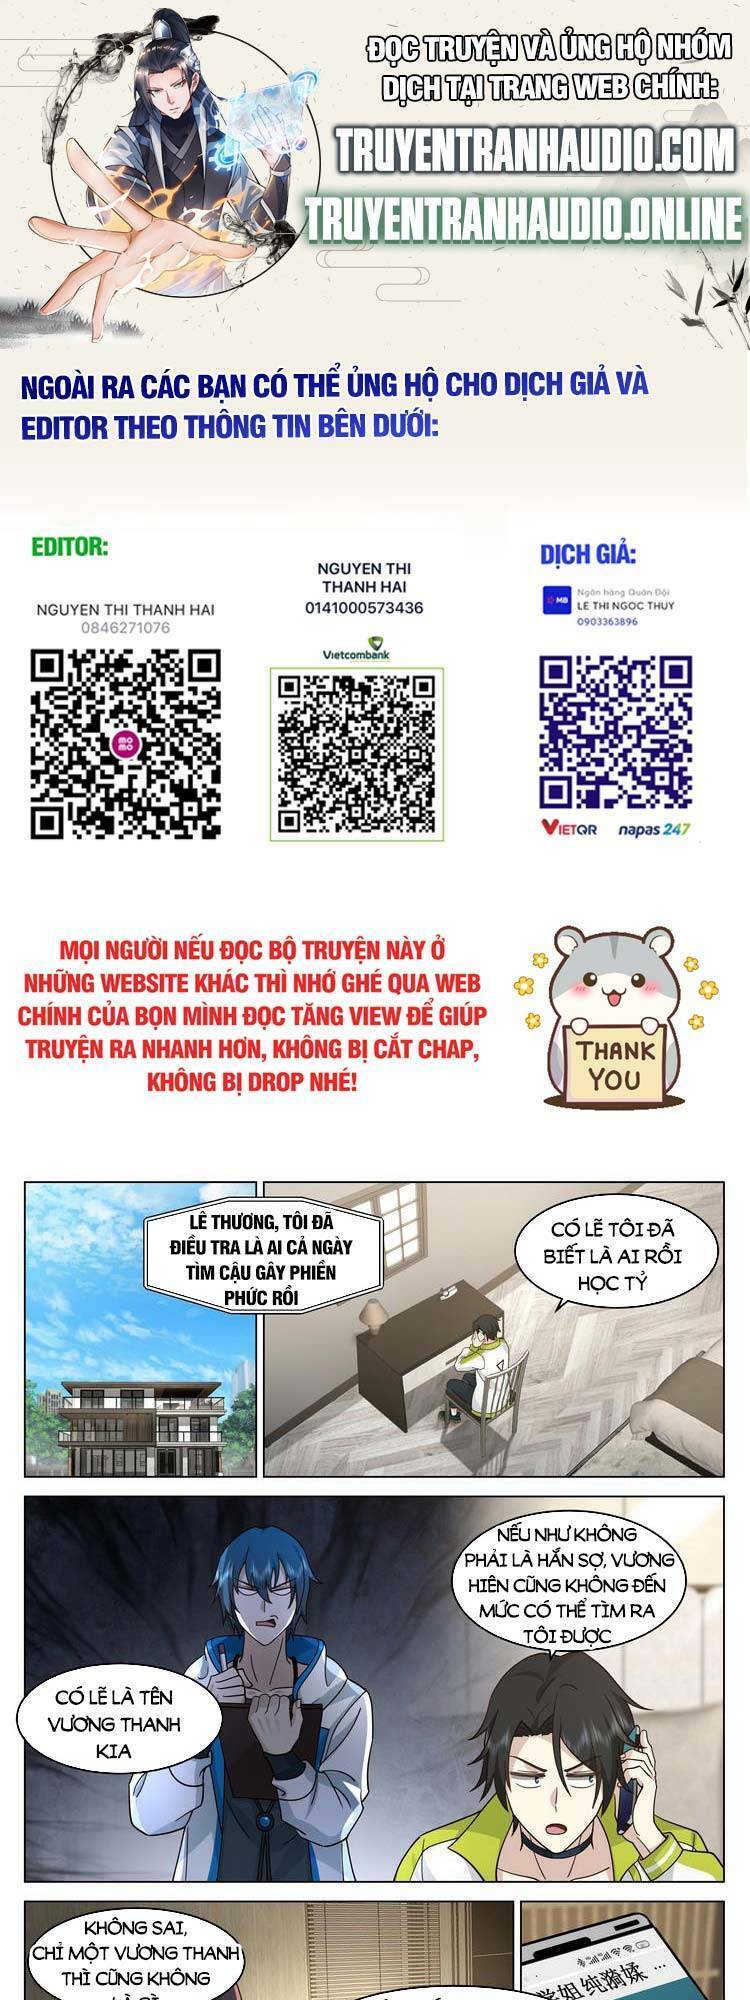 ĐỌC TRUYỆN VÀ ỦNG HỘ NHÓM
DỊCH TẠI TRANG WEB CHÍNH:
TRUYENTRANHAUDIO.COM
TRUYENTRANHAUDIO.ONLINE
NGOÀI RA CÁC BẠN CÓ THỂ ỦNG HỘ CHO DỊCH GIẢ VÀ
EDITOR THEO THÔNG TIN BÊN DƯỚI:
EDITOR:
NGUYEN THI THANH HAI
0846271076
momo
NGUYEN THI
THANH HAI
0141000573436
Vietcombank
DỊCH GIẢ:
MB
Ngân hàng Quân Đội
LE THI NGOC THUY
0903363896
VIETQR
napas 247
MỌI NGƯỜI NẾU ĐỌC BỘ TRUYỆN NÀY Ở
NHỮNG WEBSITE KHÁC THÌ NHỚ GHÉ QUA WEB
CHÍNH CỦA BỌN MÌNH ĐỌC TĂNG VIEW ĐỂ GIÚP
TRUYỆN RA NHANH HƠN, KHÔNG BỊ CẮT CHAP,
KHÔNG BỊ DROP NHÉ!
THANK
YOU
LÊ THƯƠNG, TÔI ĐÃ
ĐIỀU TRA LÀ AI CẢ NGÀY
TÌM CẬU GÂY PHIỀN
PHỨC RỒI
CÓ LẼ TÔI ĐÃ
BIẾT LÀ AI RỒI
HỌC TỶ
NẾU NHƯ KHÔNG
PHẢI LÀ HẮN SỢ, VƯƠNG
HIÊN CŨNG KHÔNG ĐẾN
MỨC CÓ THỂ TÌM RA
TÔI ĐƯỢC
CÓ LẼ LÀ TÊN
VƯƠNG THANH
KIA
KHÔNG SAI,
CHỈ MỘT VƯƠNG THANH
THÌ CŨNG KHÔNG
学姐纯漪媃 ...